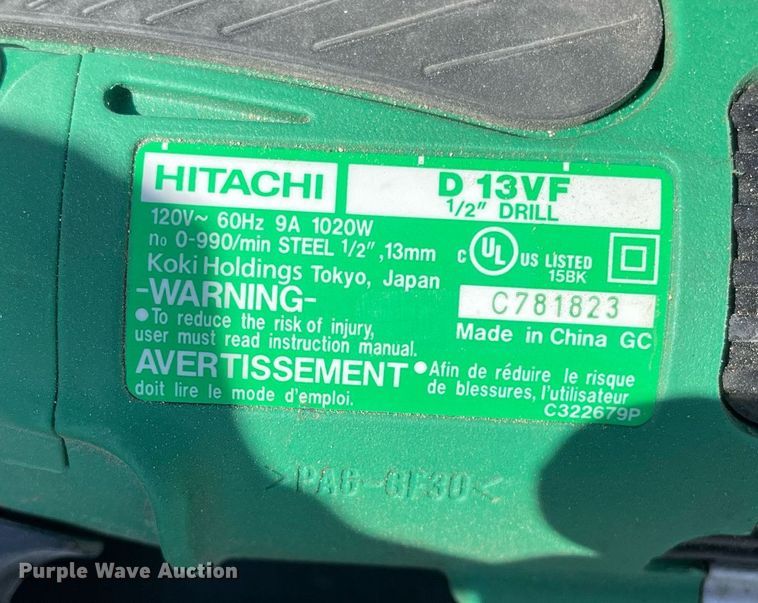 HITACHI
D 13VF
1/2" DRILL
120V~ 60Hz 9A 1020W
no 0-990/min STEEL 1/2", 13mm
Koki Holdings Tokyo, Japan
C UL US LISTED
15BK
C781823
Made in China GC
-WARNING-
•To reduce the risk of injury,
user must read instruction manual.
AVERTISSEMENT •Afin de réduire le risque
de blessures, l'utilisateur
doit lire le mode d'emploi.
C322679P
>PA6-GF30<
Purple Wave Auction